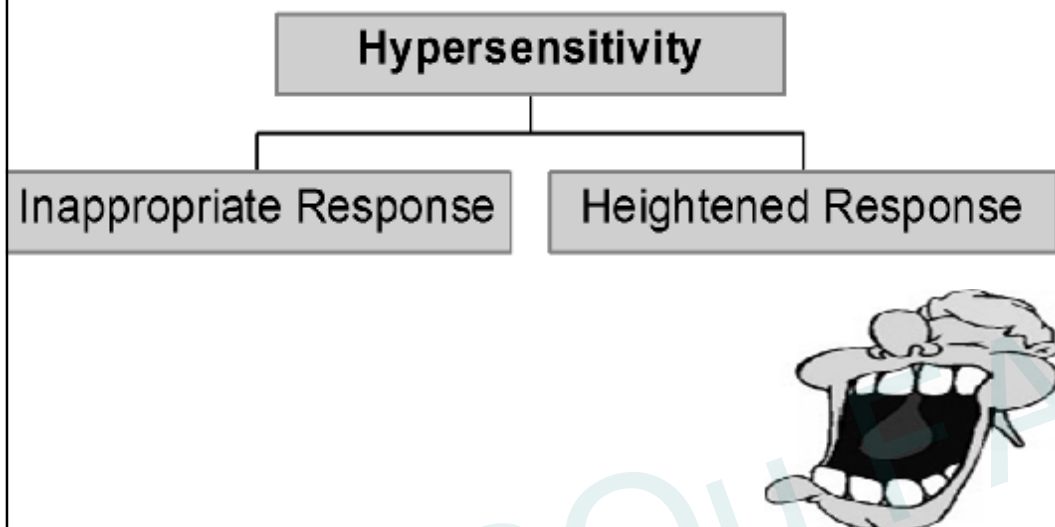 Hypersensitivity
Inappropriate Response
Heightened Response